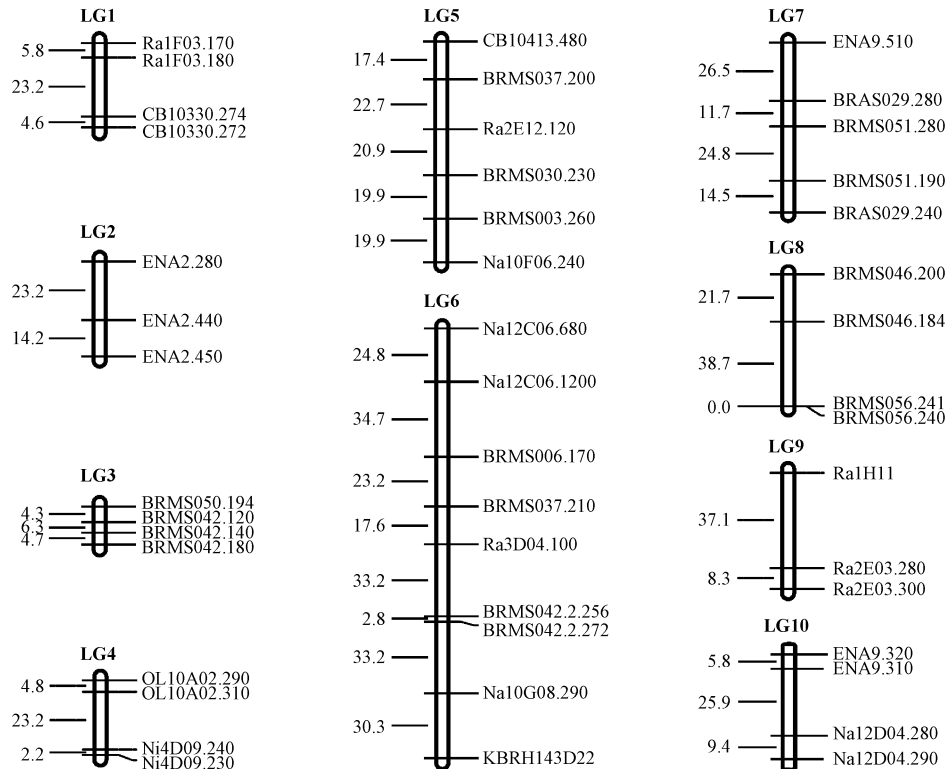 LG1
5.8
23.2
4.6
Ra1F03.170
Ra1F03.180
CB10330.274
CB10330.272
LG2
23.2
14.2
ENA2.280
ENA2.440
ENA2.450
LG3
4.3
4.7
BRMS050.194
BRMS042.120
BRMS042.140
BRMS042.180
LG4
4.8
23.2
2.2
OL10A02.290
OL10A02.310
Ni4D09.240
Ni4D09.230
LG5
17.4
22.7
20.9
19.9
19.9
CB10413.480
BRMS037.200
Ra2E12.120
BRMS030.230
BRMS003.260
Na10F06.240
LG6
24.8
34.7
23.2
17.6
33.2
2.8
33.2
30.3
Na12C06.680
Na12C06.1200
BRMS006.170
BRMS037.210
Ra3D04.100
BRMS042.2.256
BRMS042.2.272
Na10G08.290
KBRH143D22
LG7
26.5
11.7
24.8
14.5
ENA9.510
BRAS029.280
BRMS051.280
BRMS051.190
BRAS029.240
LG8
21.7
38.7
0.0
BRMS046.200
BRMS046.184
BRMS056.241
BRMS056.240
LG9
37.1
8.3
Ra1H11
Ra2E03.280
Ra2E03.300
LG10
5.8
25.9
9.4
ENA9.320
ENA9.310
Na12D04.280
Na12D04.290